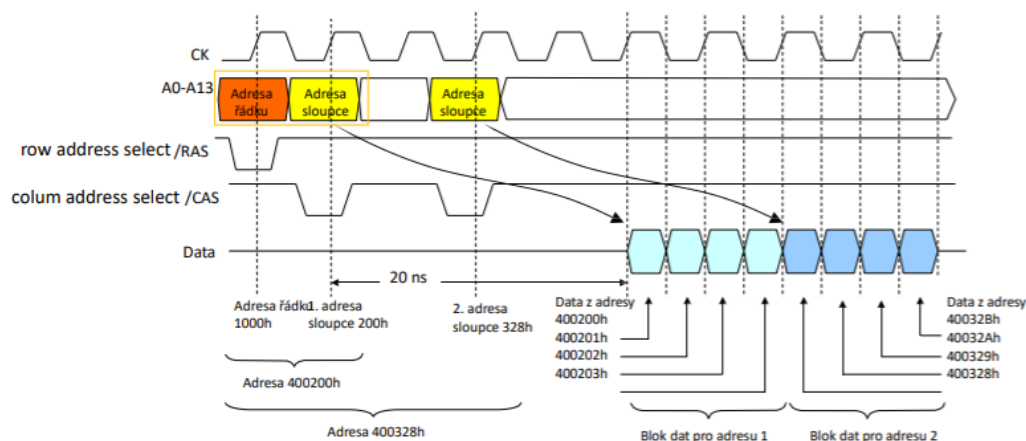 CK
A0-A13
Adresa
řádku
Adresa
sloupce
Adresa
sloupce
row address select /RAS
colum address select /CAS
Data
20 ns
Adresa řádku
1000h
1. adresa
sloupce 200h
2. adresa
sloupce 328h
Data z adresy
400200h
400201h
400202h
400203h
Data z adresy
40032Bh
40032Ah
400329h
400328h
Adresa 400200h
Adresa 400328h
Blok dat pro adresu 1
Blok dat pro adresu 2